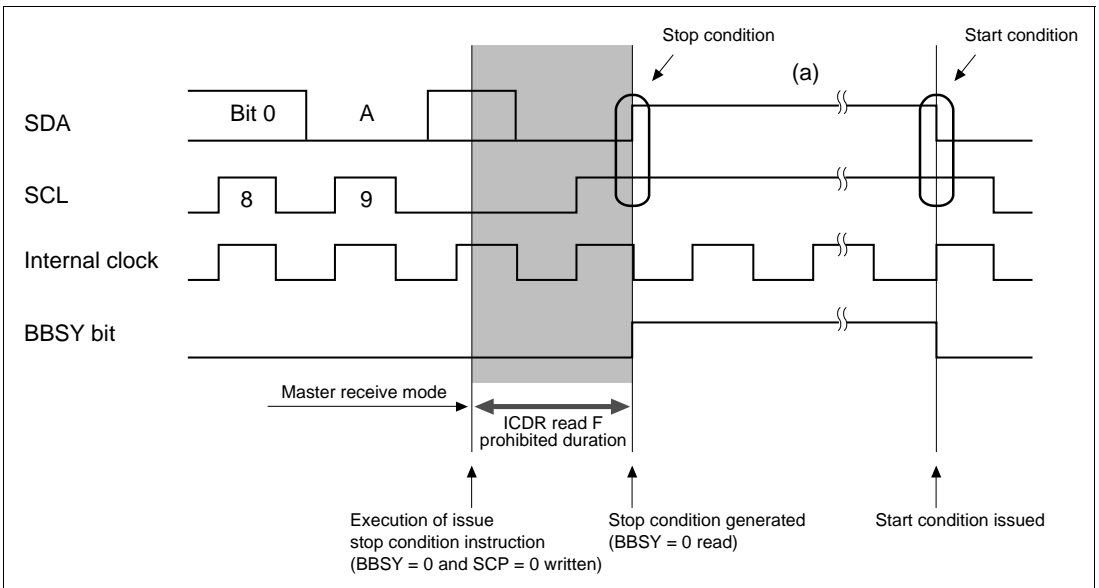 Stop condition
Start condition
(a)
SDA
Bit 0
A
SCL
8
9
Internal clock
BBSY bit
Master receive mode
ICDR read F
prohibited duration
Execution of issue
stop condition instruction
(BBSY = 0 and SCP = 0 written)
Stop condition generated
(BBSY = 0 read)
Start condition issued